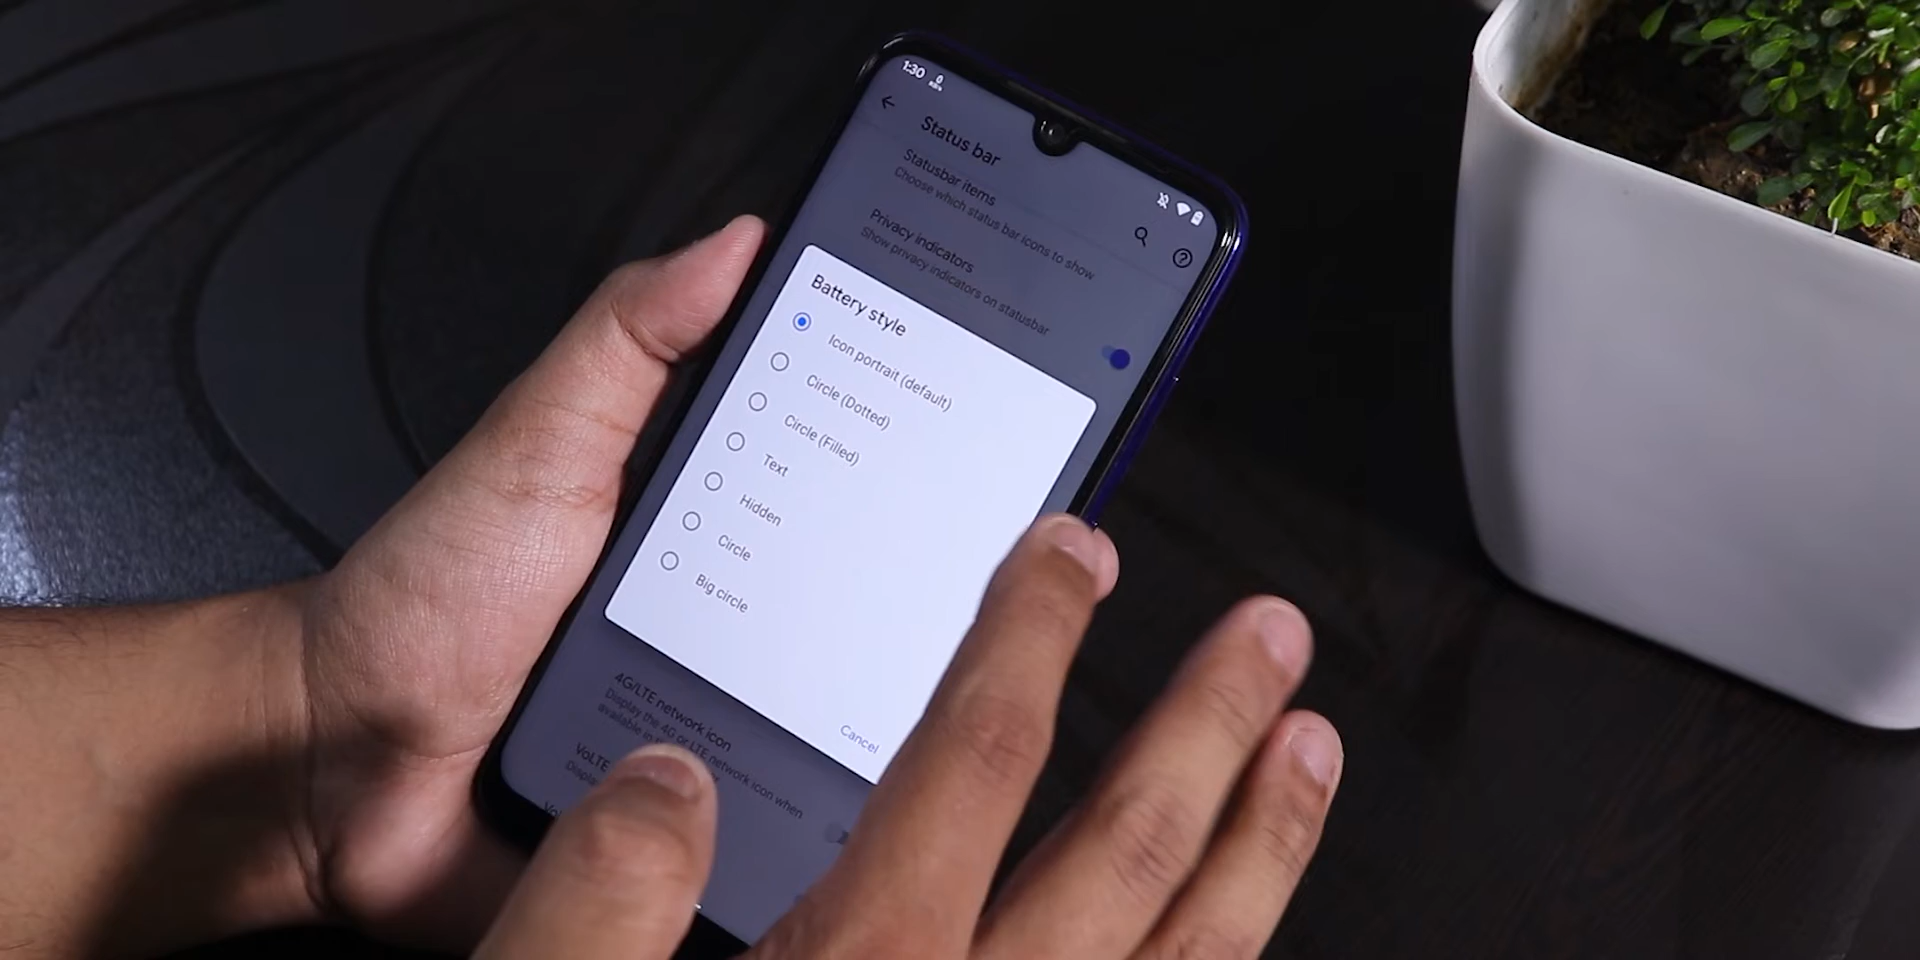 1:30
Status bar
Statusbar items
Choose which status bar icons to show
Privacy indicators
Show privacy indicators on statusbar
Battery style
Icon portrait (default)
Circle (Dotted)
Circle (Filled)
Text
Hidden
Circle
Big circle
Cancel
4G/LTE network icon
Display the 4G or LTE network icon when
available in
VoLTE